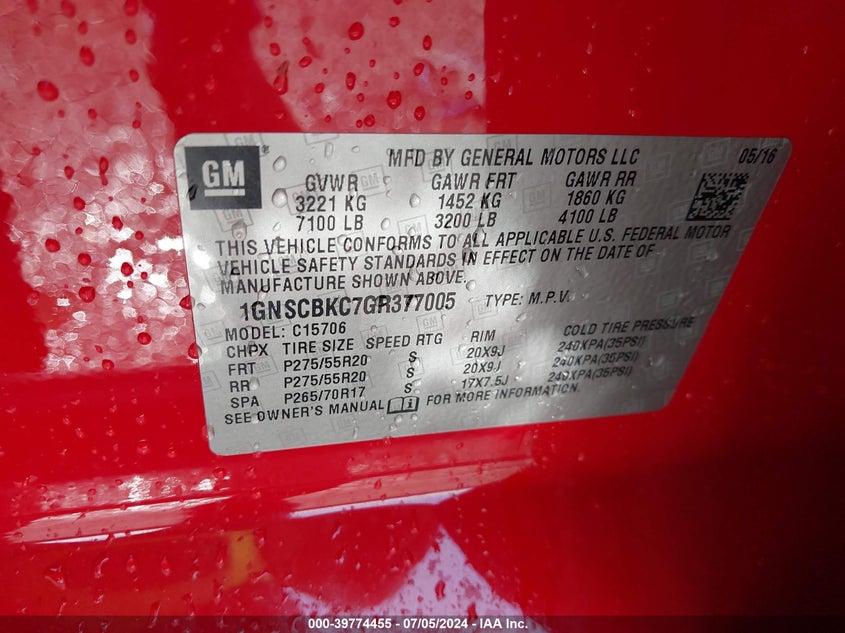 GM
MFD BY GENERAL MOTORS LLC 05/16
GVWR GAWR FRT GAWR RR
3221 KG 1452 KG 1860 KG
7100 LB 3200 LB 4100 LB
THIS VEHICLE CONFORMS TO ALL APPLICABLE U.S. FEDERAL MOTOR
VEHICLE SAFETY STANDARDS IN EFFECT ON THE DATE OF
MANUFACTURE SHOWN ABOVE.
1GNSCBKC7GR377005 TYPE: M.P.V.
MODEL: C15706
CHPX TIRE SIZE SPEED RTG RIM COLD TIRE PRESSURE
FRT P275/55R20 S 20X9J 240KPA(35PSI)
RR P275/55R20 S 20X9J 240KPA(35PSI)
SPA P265/70R17 S 17X7.5J 240KPA(35PSI)
SEE OWNER'S MANUAL FOR MORE INFORMATION.
000-39774455 - 07/05/2024 - IAA Inc.